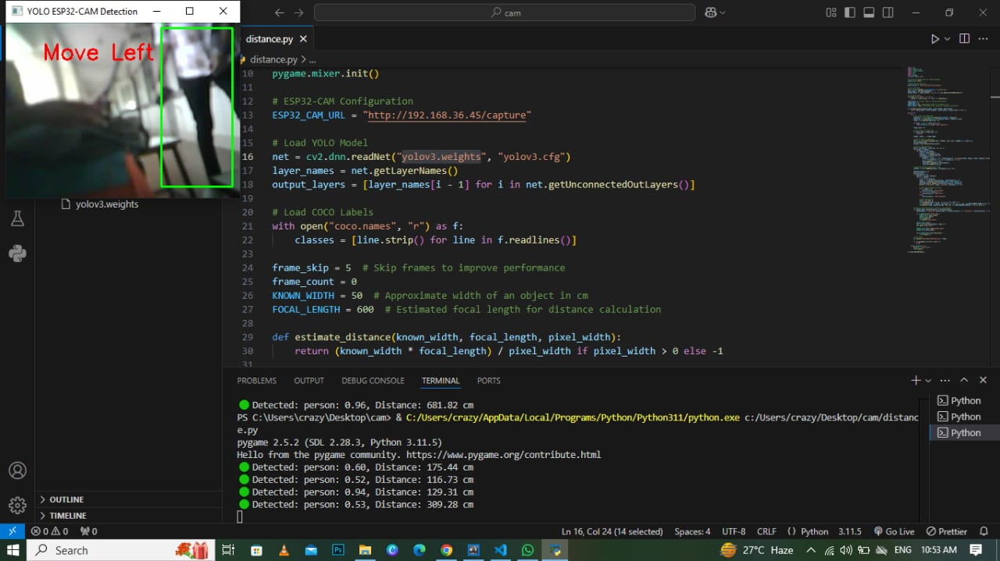 YOLO ESP32-CAM Detection
cam
Move Left
distance.py
distance.py > ...
10 pygame.mixer.init()
11
12 # ESP32-CAM Configuration
13 ESP32_CAM_URL = "http://192.168.36.45/capture"
14
15 # Load YOLO Model
16 net = cv2.dnn.readNet("yolov3.weights", "yolov3.cfg")
17 layer_names = net.getLayerNames()
18 output_layers = [layer_names[i - 1] for i in net.getUnconnectedOutLayers()]
19
20 # Load COCO Labels
21 with open("coco.names", "r") as f:
22 classes = [line.strip() for line in f.readlines()]
23
24 frame_skip = 5 # Skip frames to improve performance
25 frame_count = 0
26 KNOWN_WIDTH = 50 # Approximate width of an object in cm
27 FOCAL_LENGTH = 600 # Estimated focal length for distance calculation
28
29 def estimate_distance(known_width, focal_length, pixel_width):
30 return (known_width * focal_length) / pixel_width if pixel_width > 0 else -1
31
yolov3.weights
OUTLINE
TIMELINE
PROBLEMS OUTPUT DEBUG CONSOLE TERMINAL PORTS
Detected: person: 0.96, Distance: 681.82 cm
PS C:\Users\crazy\Desktop\cam> & C:/Users/crazy/AppData/Local/Programs/Python/Python311/python.exe c:/Users/crazy/Desktop/cam/distanc
e.py
pygame 2.5.2 (SDL 2.28.3, Python 3.11.5)
Hello from the pygame community. https://www.pygame.org/contribute.html
Detected: person: 0.60, Distance: 175.44 cm
Detected: person: 0.52, Distance: 116.73 cm
Detected: person: 0.94, Distance: 129.31 cm
Detected: person: 0.53, Distance: 309.28 cm
Python
Python
Python
0 0 0 Ln 16, Col 24 (14 selected) Spaces: 4 UTF-8 CRLF {} Python 3.11.5 Go Live Prettier
Search 27°C Haze ENG 10:53 AM